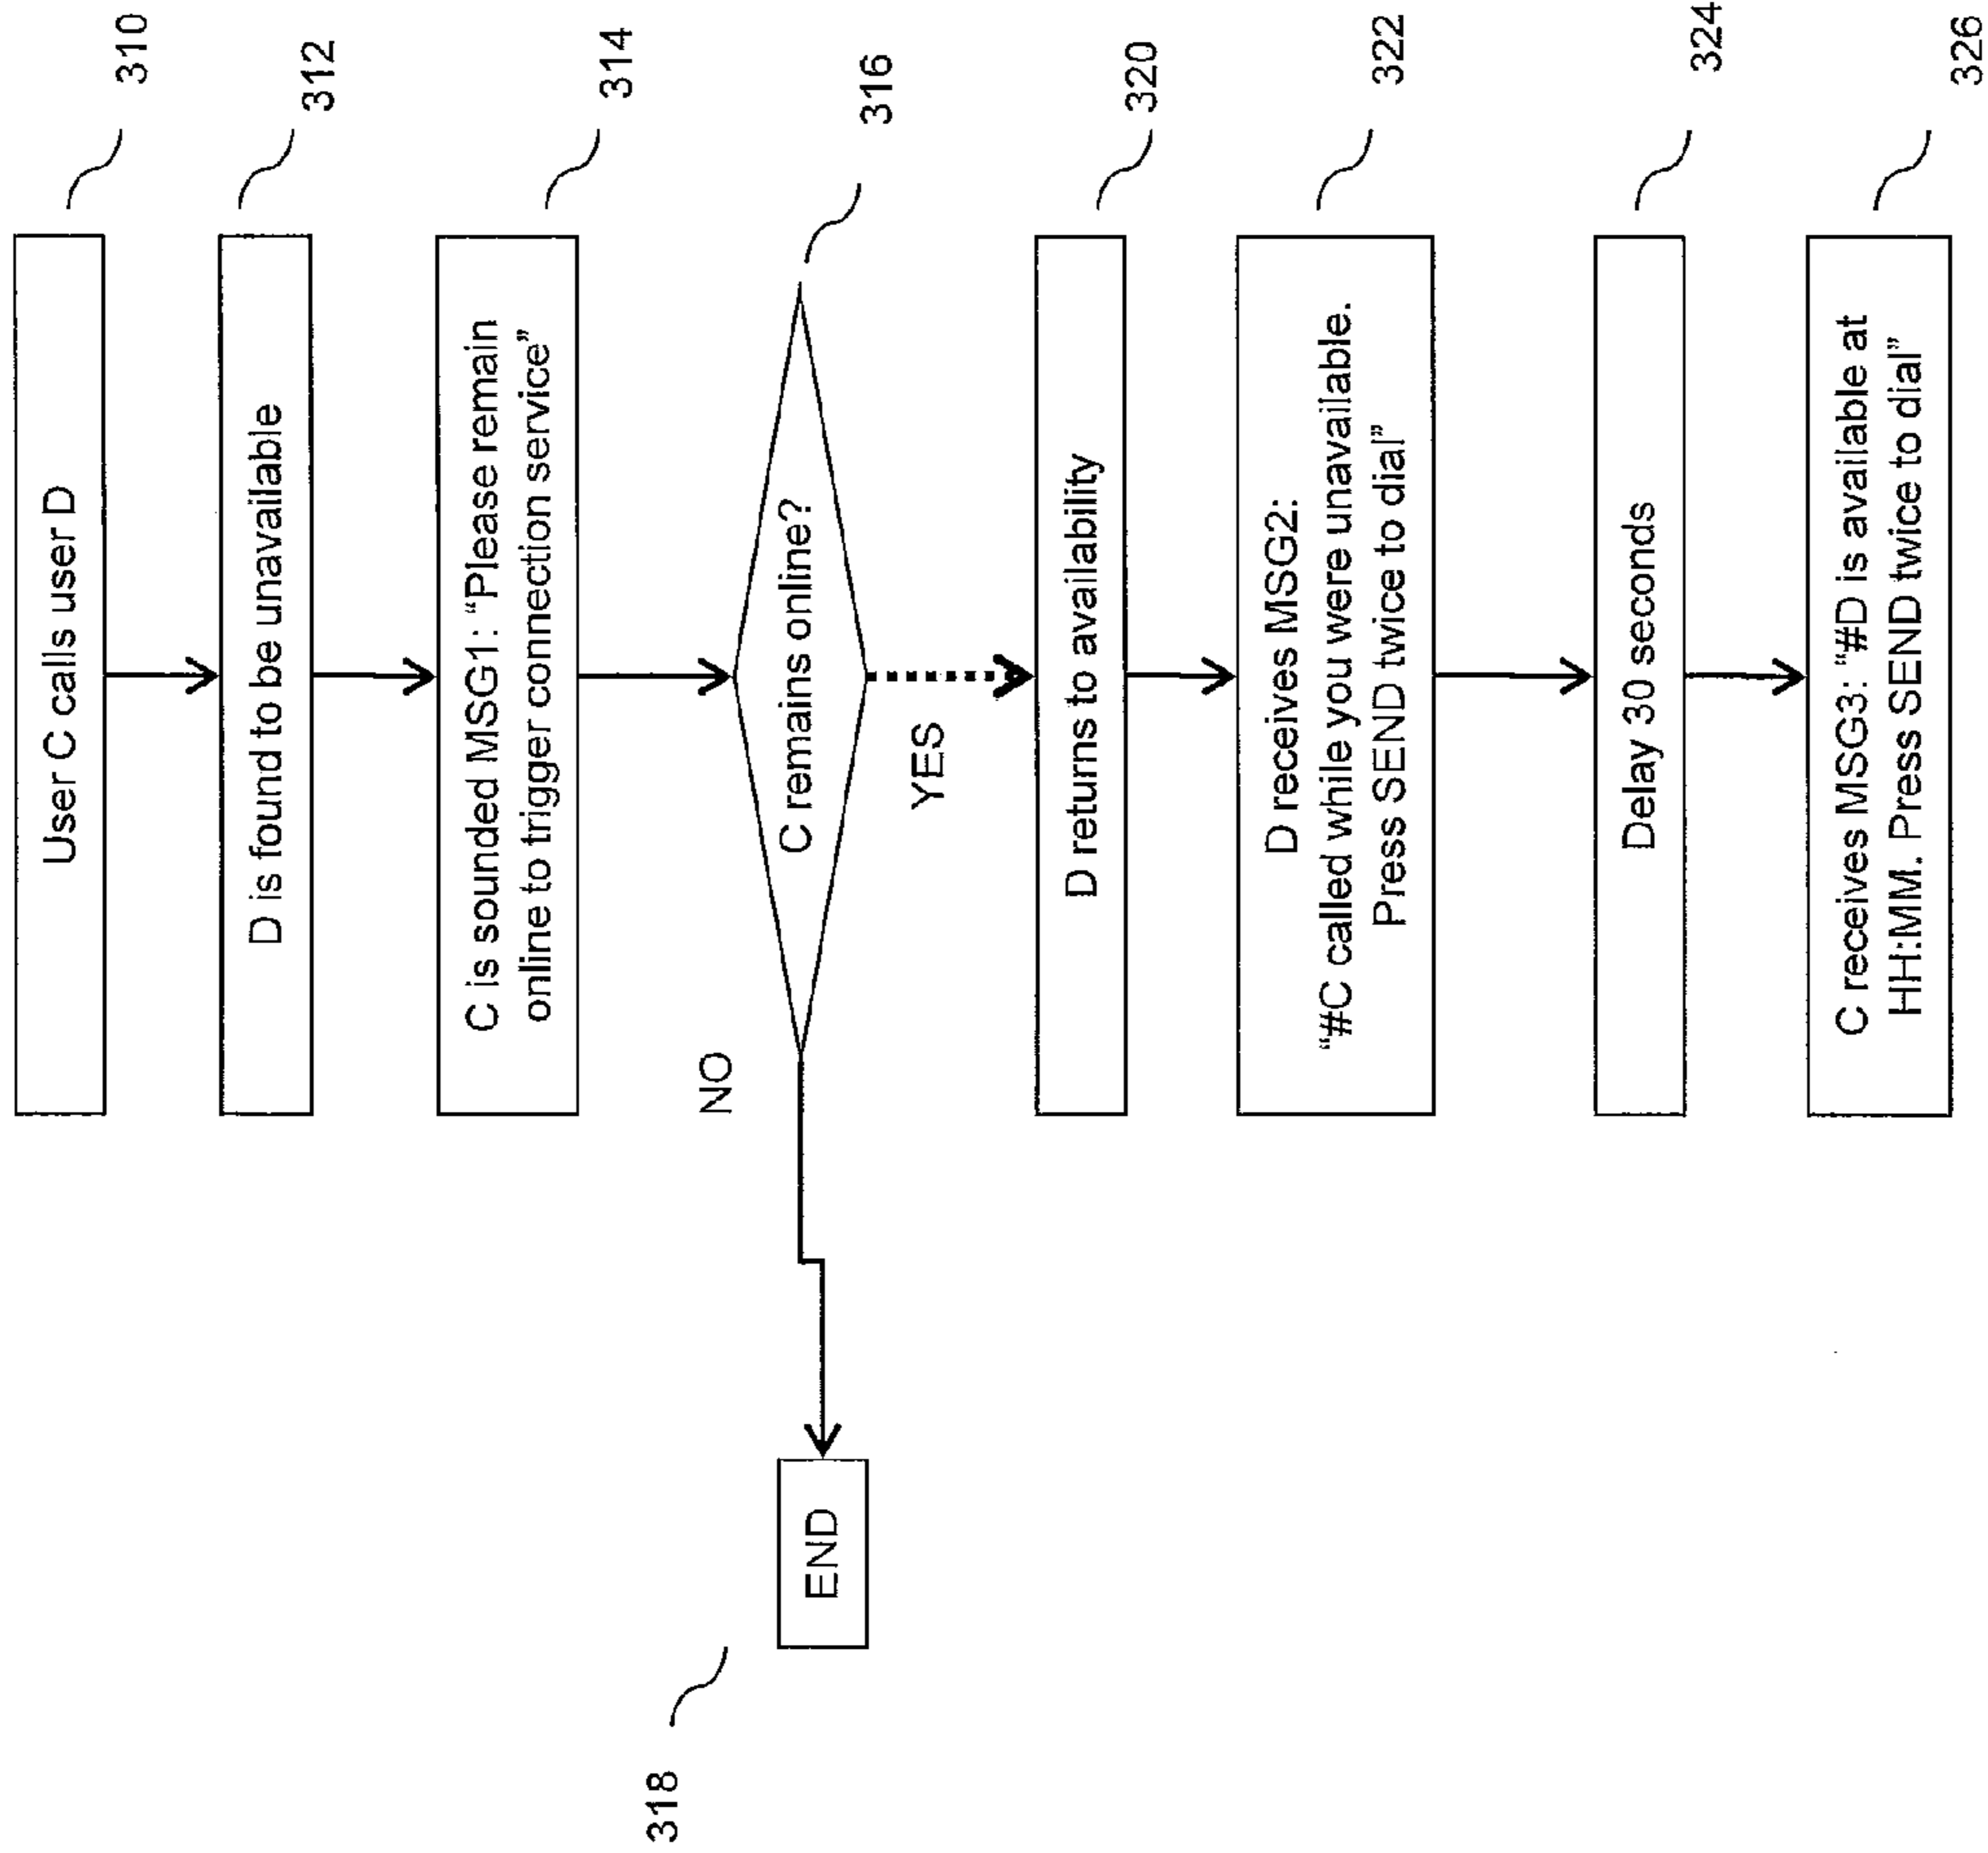 User C calls user D
310
D is found to be unavailable
312
C is sounded MSG1: “Please remain
online to trigger connection service”
314
C remains online?
316
NO
YES
END
318
D returns to availability
320
D receives MSG2:
“#C called while you were unavailable.
Press SEND twice to dial”
322
Delay 30 seconds
324
C receives MSG3: “#D is available at
HH:MM. Press SEND twice to dial”
326